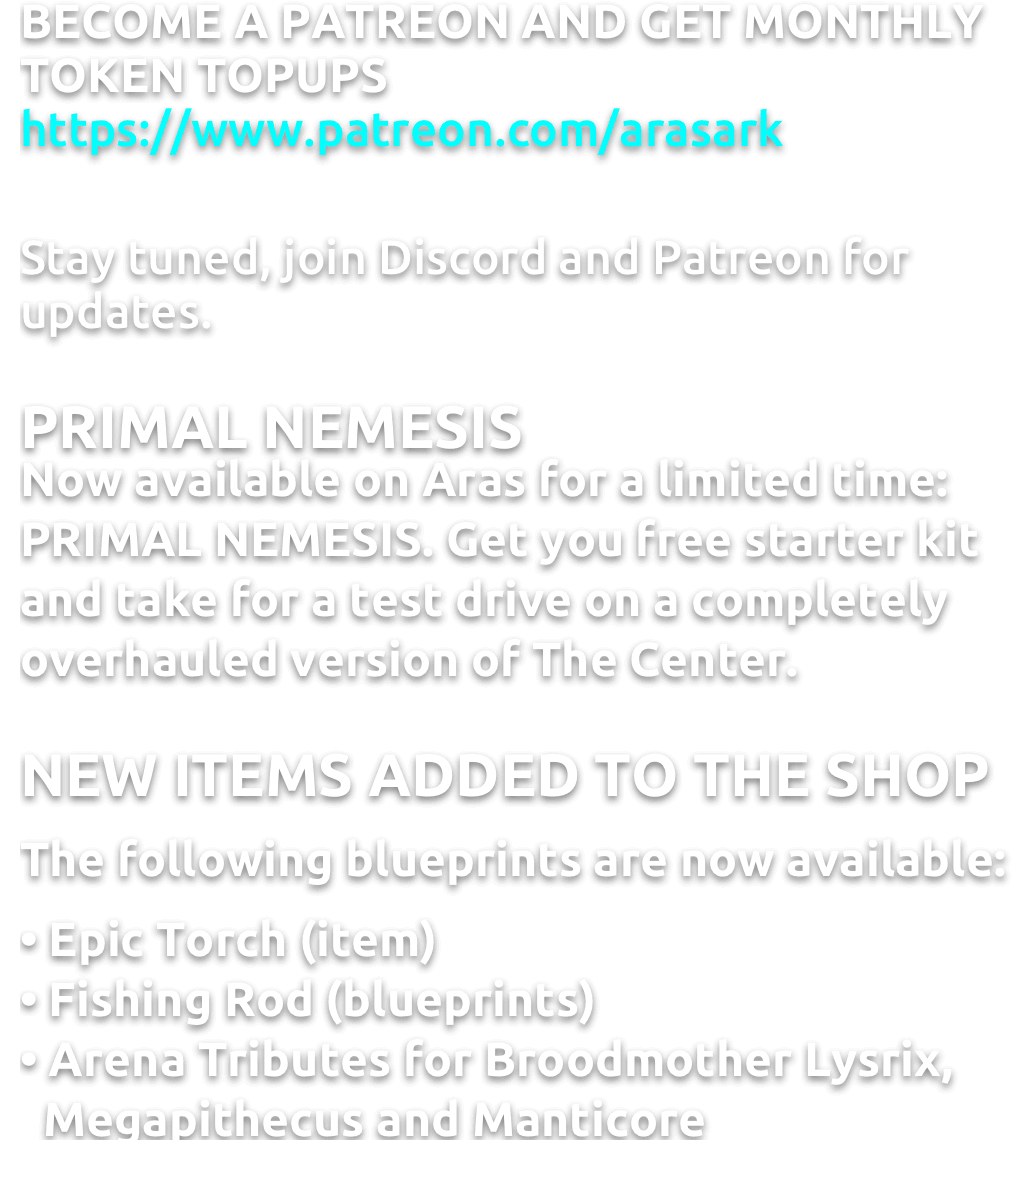 BECOME A PATREON AND GET MONTHLY
TOKEN TOPUPS
https://www.patreon.com/arasark
Stay tuned, join Discord and Patreon for
updates.
PRIMAL NEMESIS
Now available on Aras for a limited time:
PRIMAL NEMESIS. Get you free starter kit
and take for a test drive on a completely
overhauled version of The Center.
NEW ITEMS ADDED TO THE SHOP
The following blueprints are now available:
• Epic Torch (item)
• Fishing Rod (blueprints)
• Arena Tributes for Broodmother Lysrix,
Megapithecus and Manticore